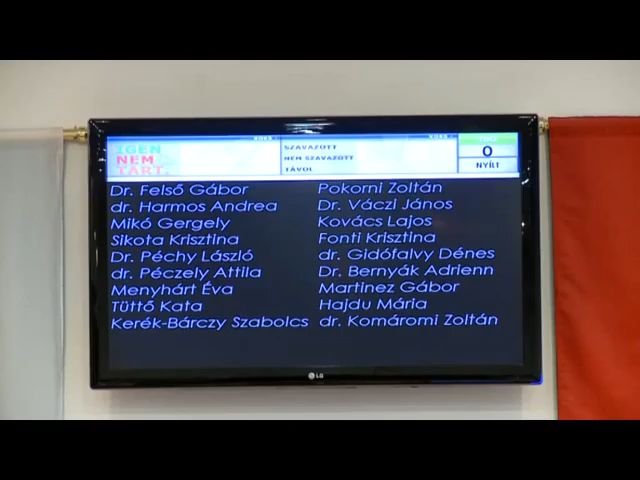 IGEN
NEM
TART.
SZAVAZOTT
NEM SZAVAZOTT
TÁVOL
0
NYÍLT
Dr. Felső Gábor
dr. Harmos Andrea
Mikó Gergely
Sikota Krisztina
Dr. Péchy László
dr. Péczely Attila
Menyhárt Éva
Tüttő Kata
Kerék-Bárczy Szabolcs
Pokorni Zoltán
Dr. Váczi János
Kovács Lajos
Fonti Krisztina
dr. Gidófalvy Dénes
Dr. Bernyák Adrienn
Martinez Gábor
Hajdu Mária
dr. Komáromi Zoltán
LG